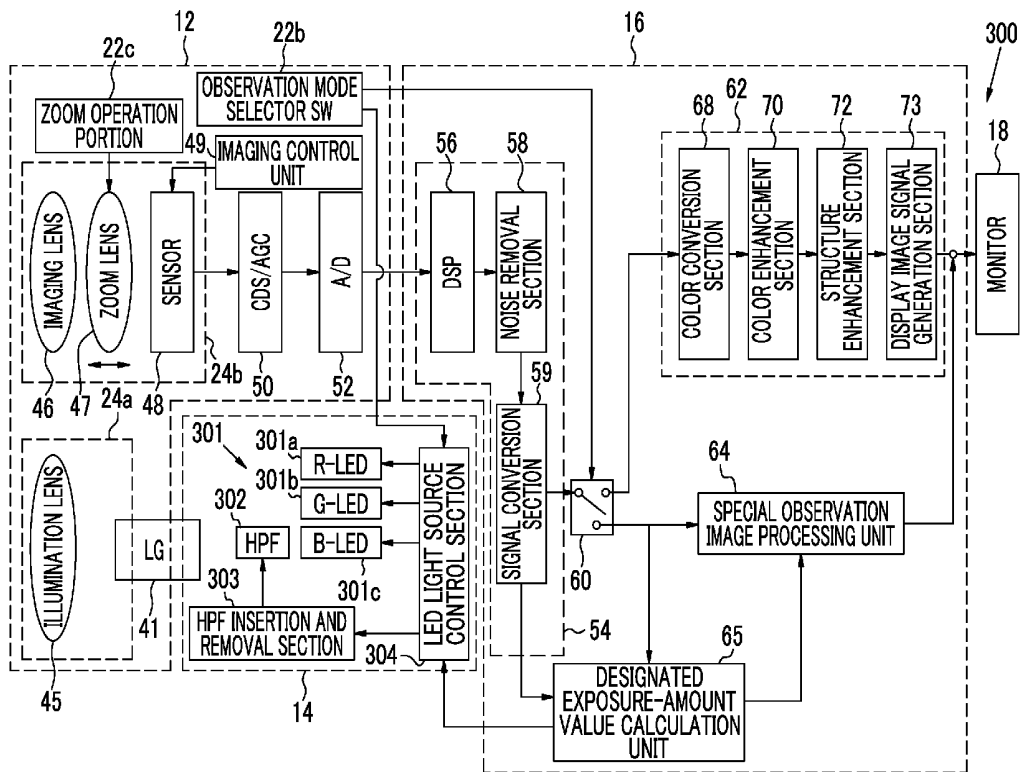 12
22b
22c
16
300
OBSERVATION MODE
SELECTOR SW
ZOOM OPERATION
PORTION
49
IMAGING CONTROL
UNIT
62
68
70
72
73
18
56
58
IMAGING LENS
ZOOM LENS
SENSOR
CDS/AGC
A/D
DSP
NOISE REMOVAL
SECTION
COLOR CONVERSION
SECTION
COLOR ENHANCEMENT
SECTION
STRUCTURE
ENHANCEMENT SECTION
DISPLAY IMAGE SIGNAL
GENERATION SECTION
MONITOR
46
47
48
24b
50
52
59
24a
301
301a
R-LED
301b
G-LED
302
HPF
B-LED
301c
303
HPF INSERTION AND
REMOVAL SECTION
304
LED LIGHT SOURCE
CONTROL SECTION
SIGNAL CONVERSION
SECTION
60
64
SPECIAL OBSERVATION
IMAGE PROCESSING UNIT
ILLUMINATION LENS
LG
41
45
14
54
65
DESIGNATED
EXPOSURE-AMOUNT
VALUE CALCULATION
UNIT